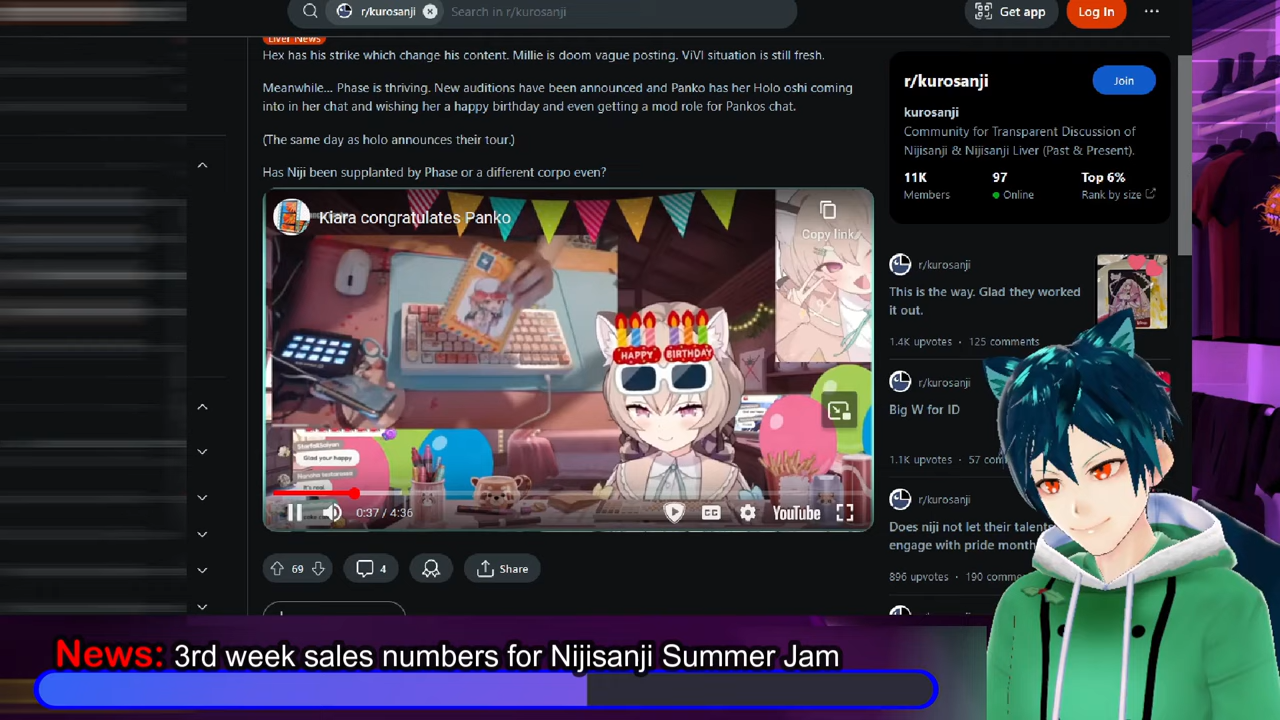 r/kurosanji
Search in r/kurosanji
Get app
Log In
Liver News
Hex has his strike which change his content. Millie is doom vague posting. ViVI situation is still fresh.
Meanwhile... Phase is thriving. New auditions have been announced and Panko has her Holo oshi coming
into in her chat and wishing her a happy birthday and even getting a mod role for Pankos chat.
(The same day as holo announces their tour.)
Has Niji been supplanted by Phase or a different corpo even?
Kiara congratulates Panko
Copy link
HAPPY BIRTHDAY
Glad your happy
It's real
0:37 / 4:36
CC
YouTube
69
4
Share
r/kurosanji
Join
kurosanji
Community for Transparent Discussion of
Nijisanji & Nijisanji Liver (Past & Present).
11K
97
Top 6%
Members
Online
Rank by size
r/kurosanji
This is the way. Glad they worked
it out.
1.4K upvotes · 125 comments
r/kurosanji
Big W for ID
1.1K upvotes · 57 com
r/kurosanji
Does niji not let their talents
engage with pride month
896 upvotes · 190 comme
News: 3rd week sales numbers for Nijisanji Summer Jam